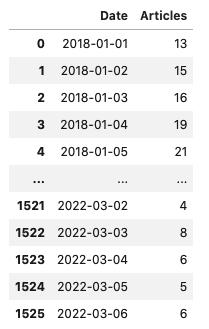 Date Articles
0 2018-01-01 13
1 2018-01-02 15
2 2018-01-03 16
3 2018-01-04 19
4 2018-01-05 21
... ... ...
1521 2022-03-02 4
1522 2022-03-03 8
1523 2022-03-04 6
1524 2022-03-05 5
1525 2022-03-06 6